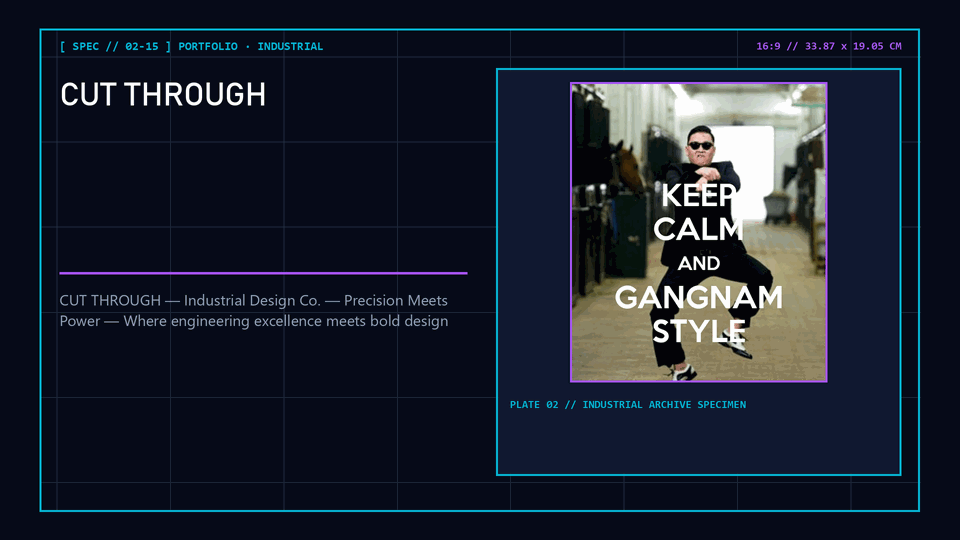 [ SPEC // 02-15 ] PORTFOLIO · INDUSTRIAL
16:9 // 33.87 x 19.05 CM
CUT THROUGH
CUT THROUGH — Industrial Design Co. — Precision Meets
Power — Where engineering excellence meets bold design
KEEP
CALM
AND
GANGNAM
STYLE
PLATE 02 // INDUSTRIAL ARCHIVE SPECIMEN